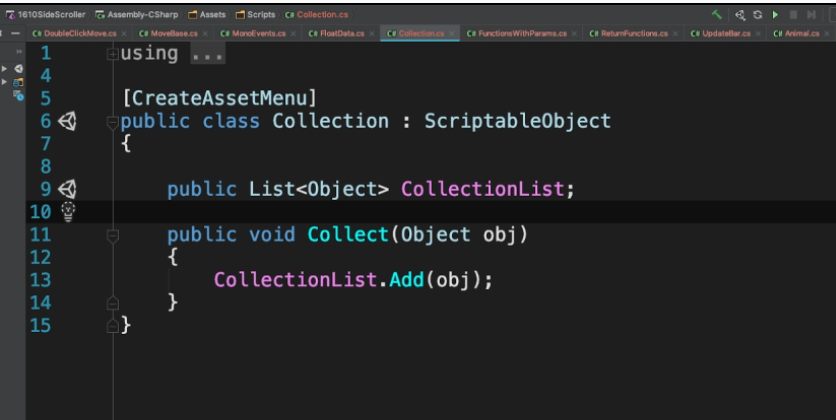 1610SideScroller Assembly-CSharp Assets Scripts C# Collection.cs
C# DoubleClickMove.cs × C# MoveBase.cs × C# MonoEvents.cs × C# FloatData.cs × C# Collection.cs × C# FunctionsWithParams.cs × C# ReturnFunctions.cs × C# UpdateBar.cs × C# Animal.cs ×
1 using ...
4
5 [CreateAssetMenu]
6 public class Collection : ScriptableObject
7 {
8
9 public List<Object> CollectionList;
10
11 public void Collect(Object obj)
12 {
13 CollectionList.Add(obj);
14 }
15 }